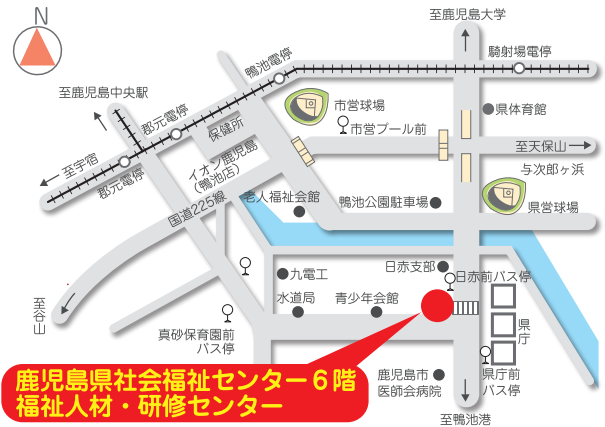 N
至鹿児島大学
騎射場電停
鴨池電停
至鹿児島中央駅
郡元電停
市営球場
市営プール前
県体育館
保健所
至天保山
至宇宿
郡元電停
イオン鹿児島
（鴨池店）
与次郎ヶ浜
国道225線
老人福祉会館
鴨池公園駐車場
県営球場
日赤支部
日赤前バス停
九電工
水道局
青少年会館
至谷山
真砂保育園前
バス停
県庁
鹿児島市
医師会病院
県庁前
バス停
至鴨池港
鹿児島県社会福祉センター６階
福祉人材・研修センター